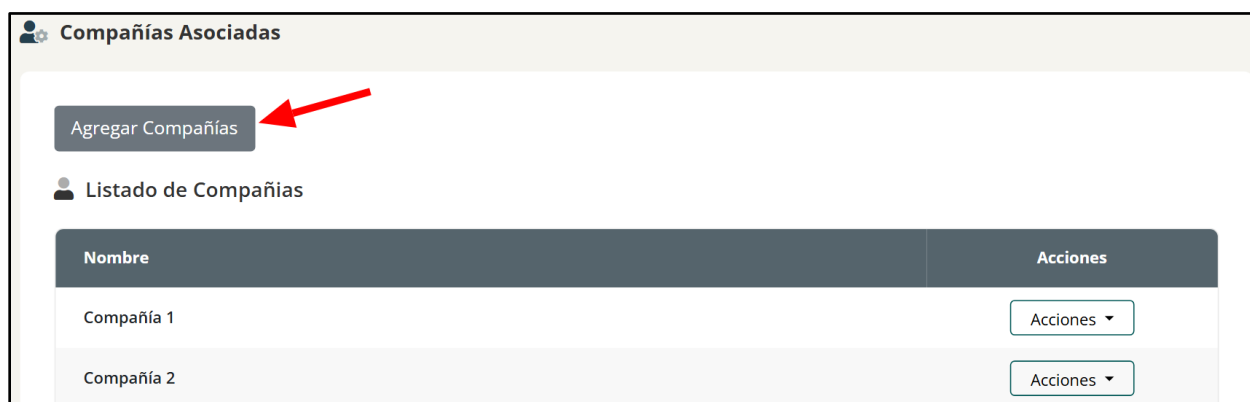 Compañías Asociadas
Agregar Compañías
Listado de Compañias
Nombre Acciones
Compañía 1 Acciones
Compañía 2 Acciones